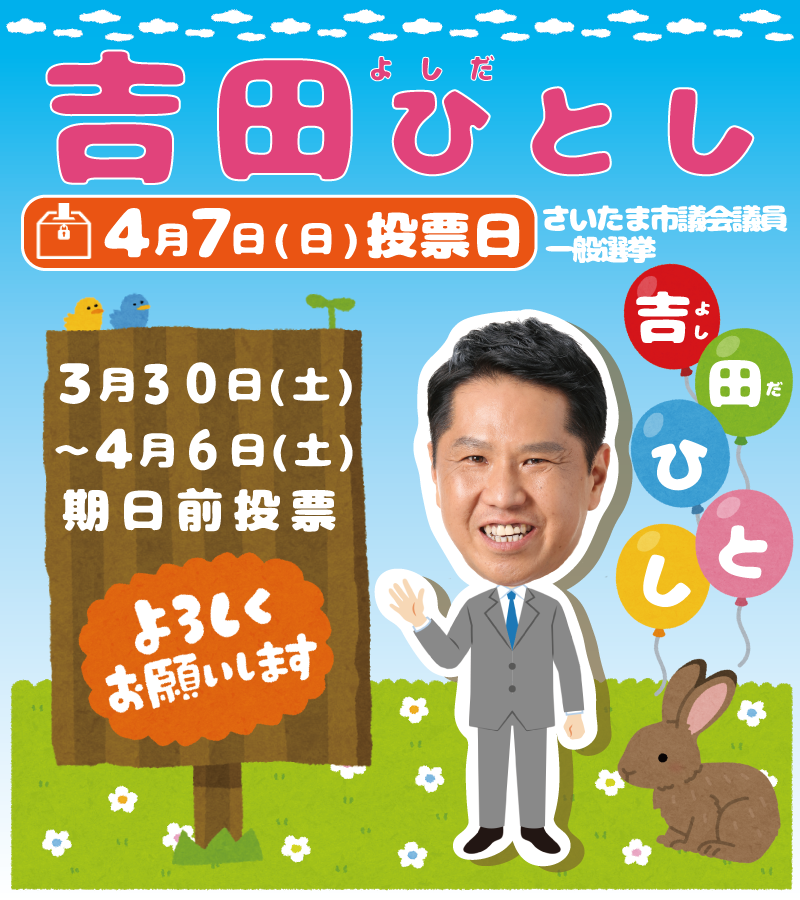 よしだ
吉田ひとし
4月7日(日)投票日
さいたま市議会議員
一般選挙
吉よし
田だ
ひ
と
し
3月30日(土)
～4月6日(土)
期日前投票
よろしく
お願いします